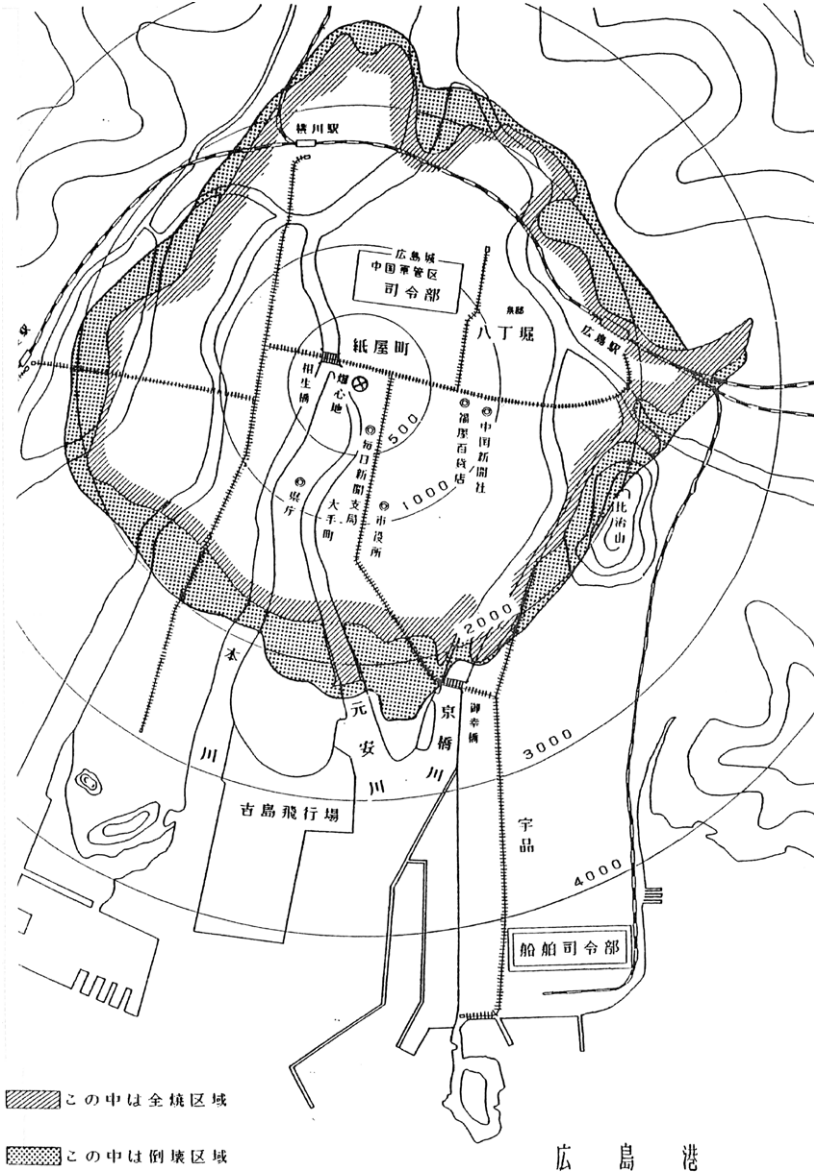 横川駅
広島城
中国軍管区
司令部
泉邸
八丁堀
広島駅
紙屋町
相生橋
爆心地
500
◎毎日新聞支局
◎福屋百貨店
◎中国新聞社
1000
◎県庁
大手町
◎市役所
比治山
2000
本川
元安川
京橋川
御幸橋
3000
吉島飛行場
宇品
4000
船舶司令部
この中は全焼区域
この中は倒壊区域
広島港